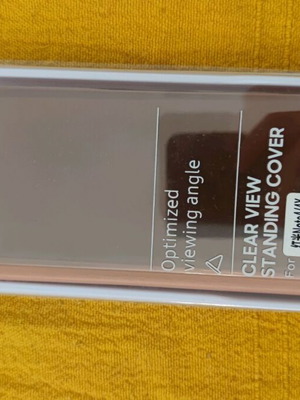 Optimized
viewing angle
CLEAR VIEW
STANDING COVER
For